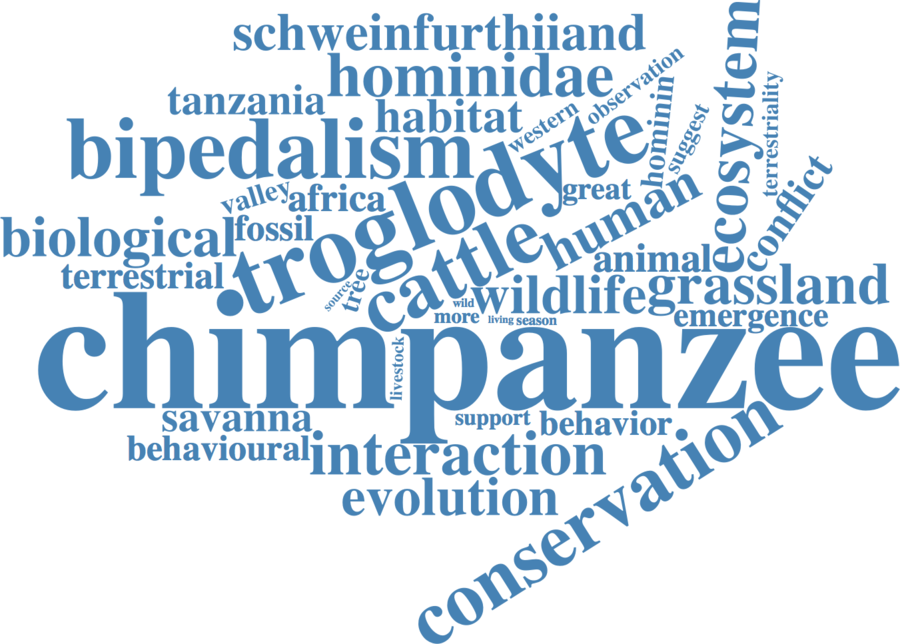 schweinfurthiiand
hominidae
ecosystem
tanzania
habitat
western
observation
hominin
suggest
terrestriality
bipedalism
troglodyte
valley
africa
great
human
conflict
biological
fossil
cattle
animal
terrestrial
source
tree
wild
wildlife
grassland
more
living
season
emergence
chimpanzee
livestock
savanna
support
behavior
behavioural
interaction
conservation
evolution